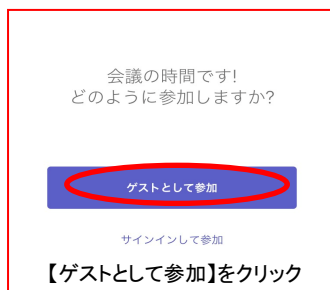 会議の時間です!
どのように参加しますか?
ゲストとして参加
サインインして参加
【ゲストとして参加】をクリック